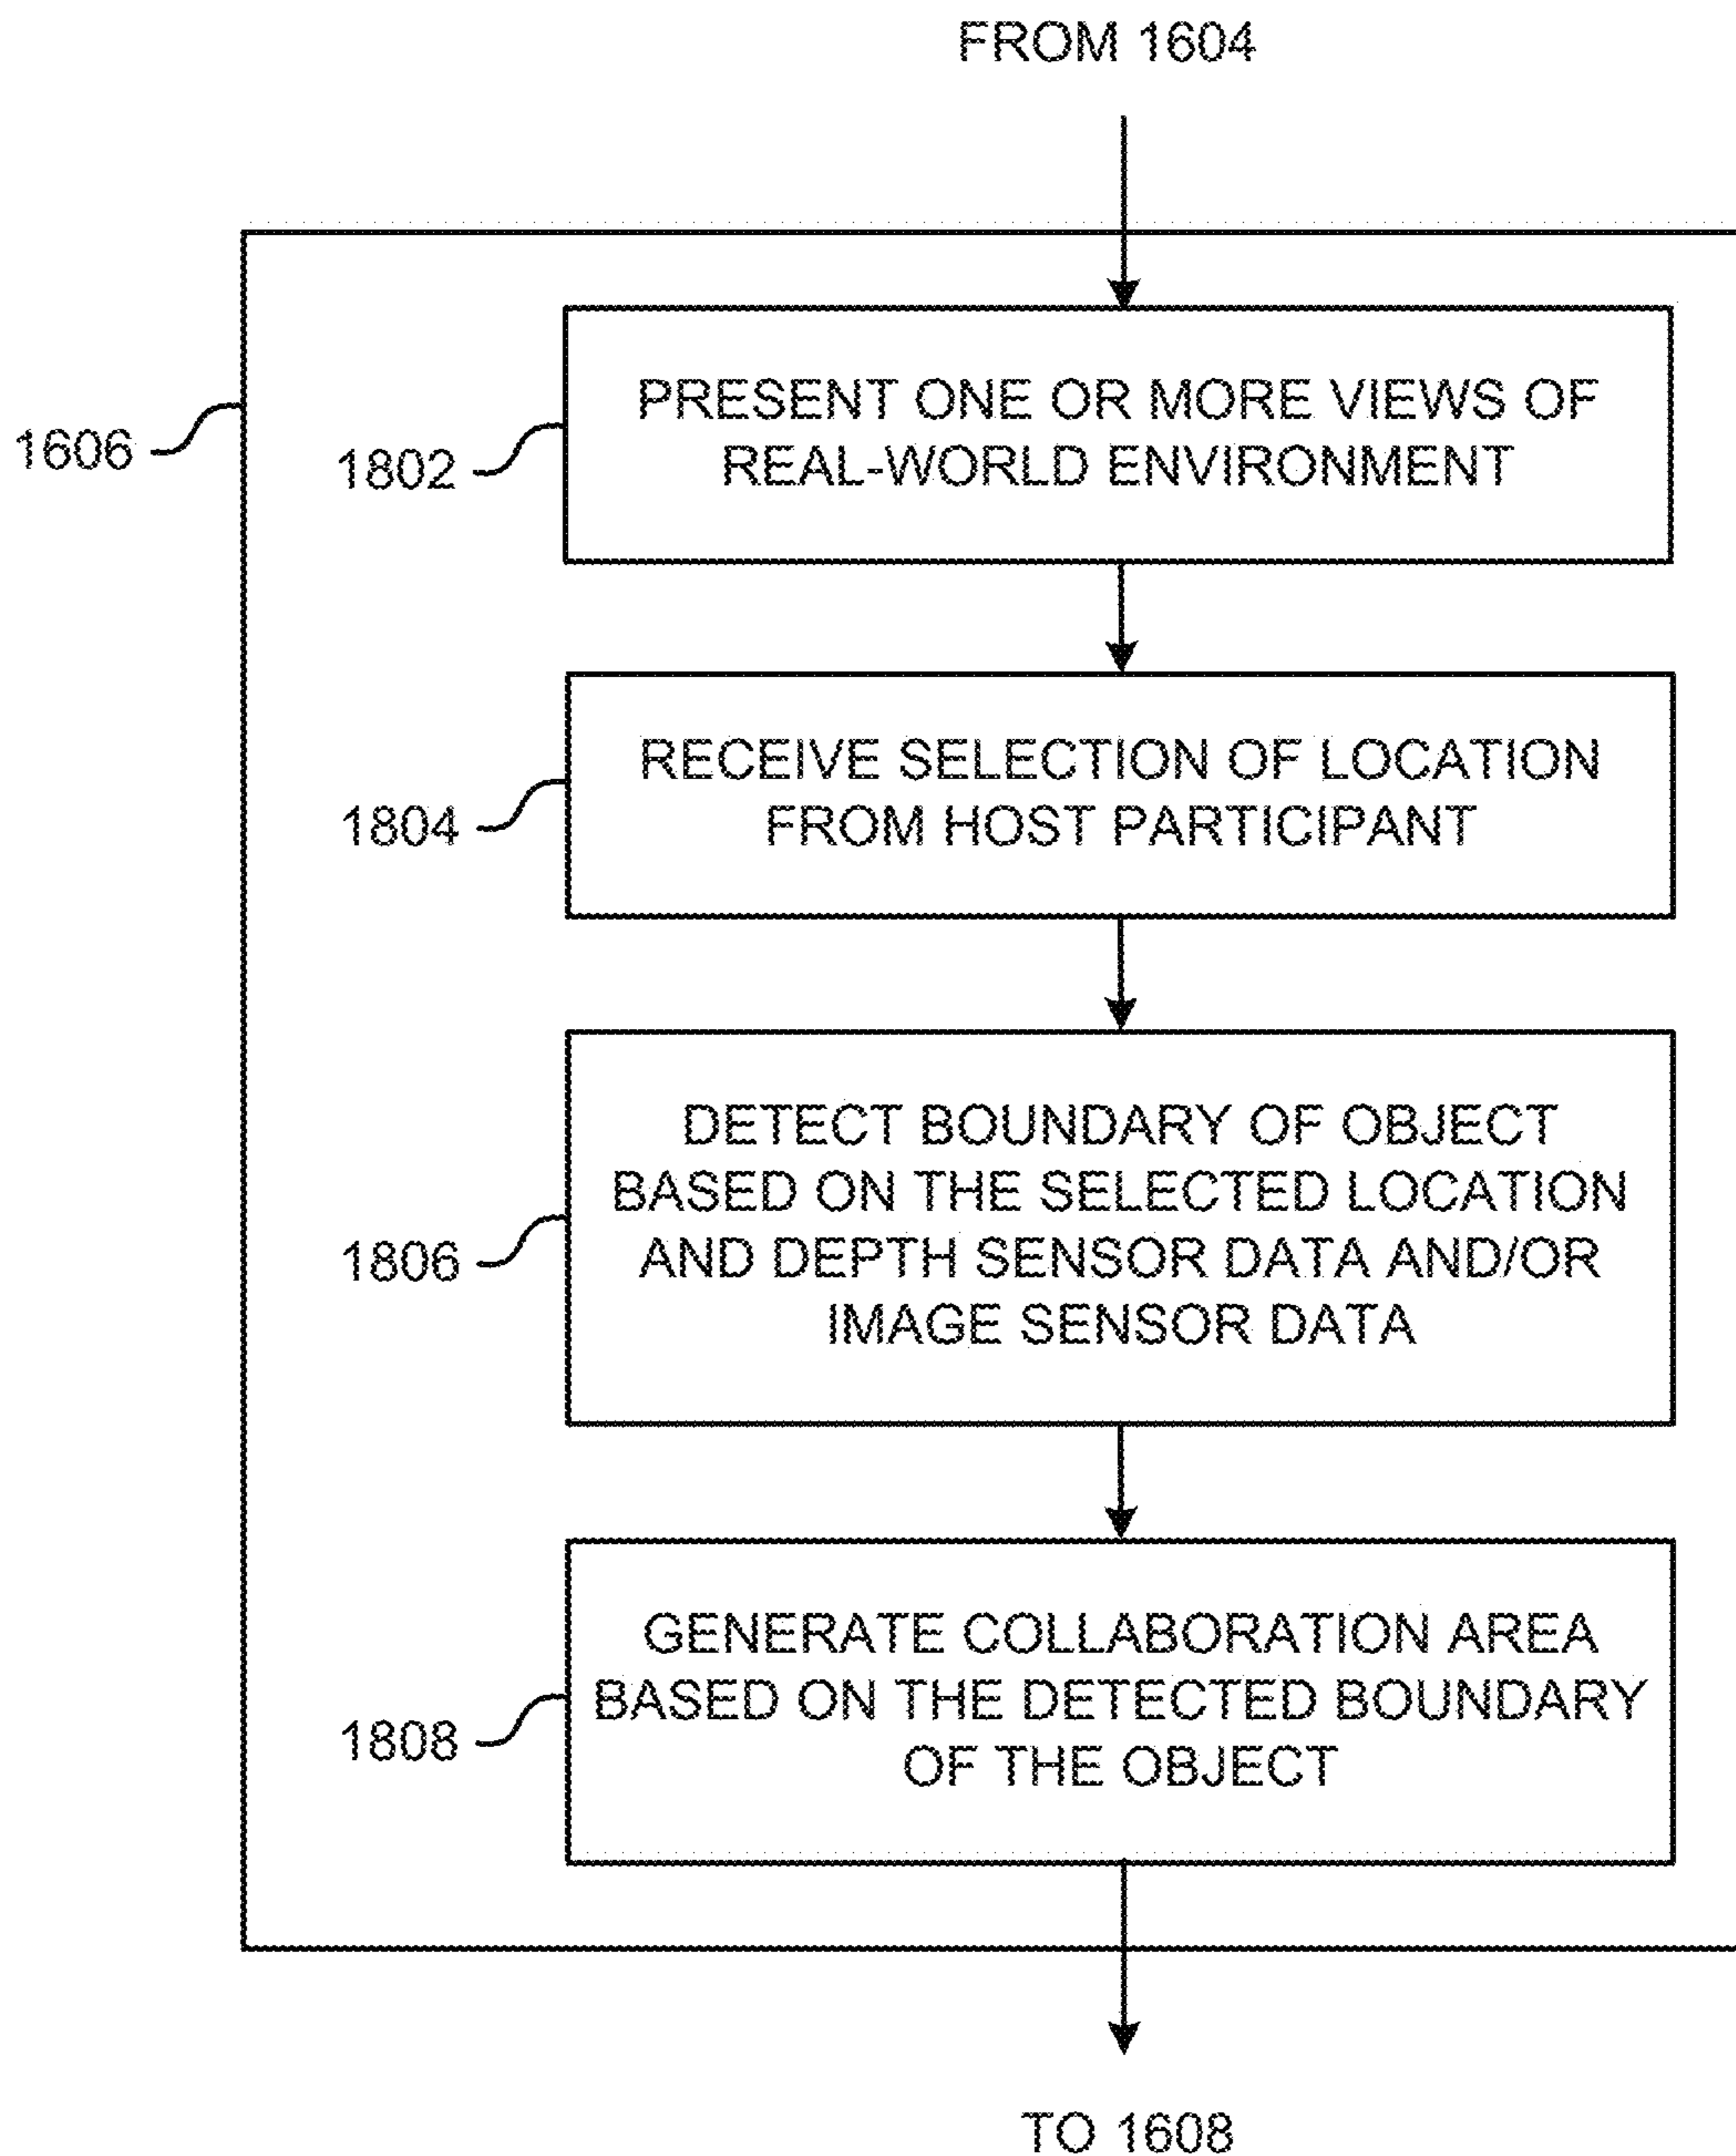 FROM 1604
1606
1802
PRESENT ONE OR MORE VIEWS OF
REAL-WORLD ENVIRONMENT
1804
RECEIVE SELECTION OF LOCATION
FROM HOST PARTICIPANT
1806
DETECT BOUNDARY OF OBJECT
BASED ON THE SELECTED LOCATION
AND DEPTH SENSOR DATA AND/OR
IMAGE SENSOR DATA
1808
GENERATE COLLABORATION AREA
BASED ON THE DETECTED BOUNDARY
OF THE OBJECT
TO 1608